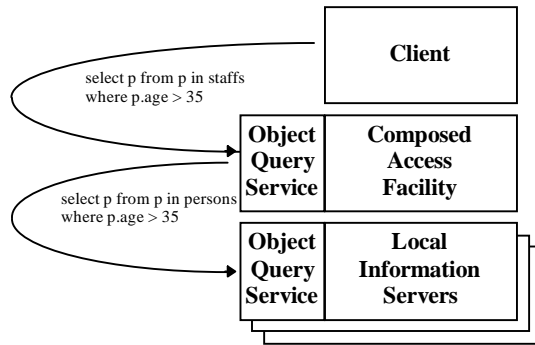 Client
select p from p in staffs
where p.age > 35
Object
Query
Service
Composed
Access
Facility
select p from p in persons
where p.age > 35
Object
Query
Service
Local
Information
Servers